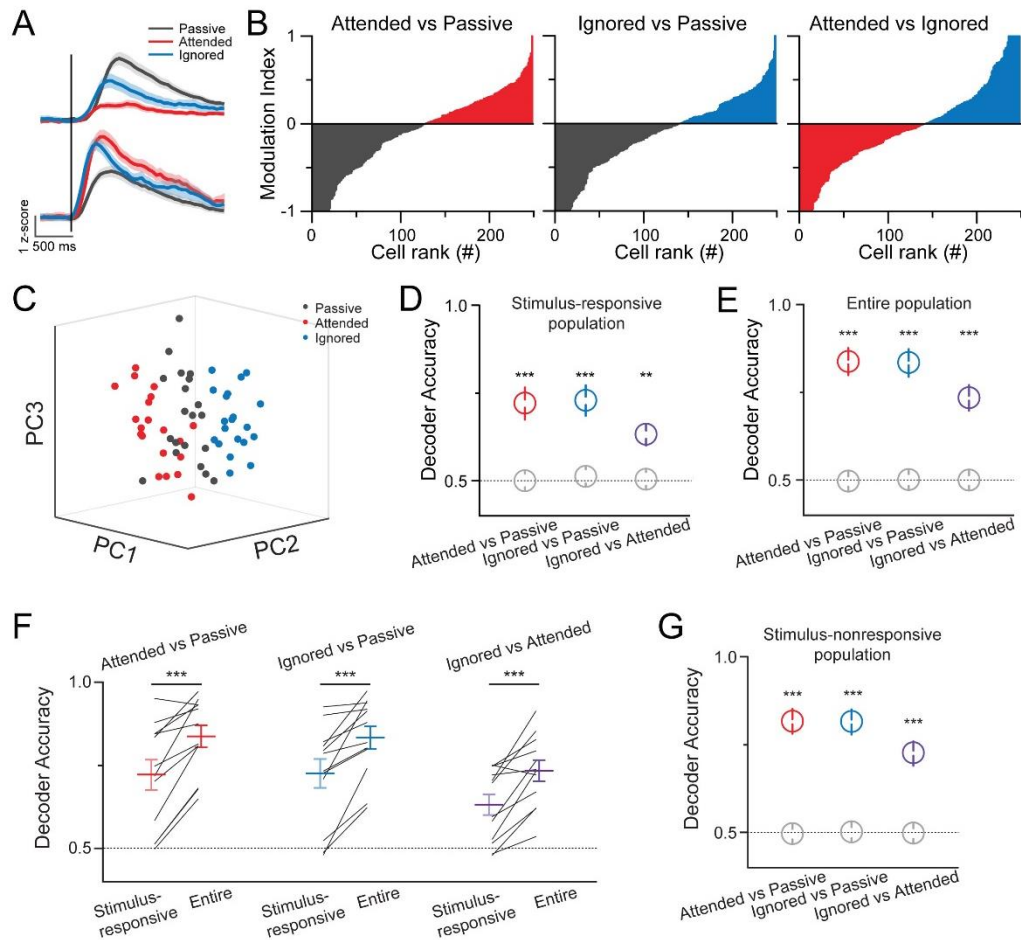 A
Passive
Attended
Ignored
1 z-score
500 ms
B
Attended vs Passive
Ignored vs Passive
Attended vs Ignored
Modulation Index
1
0
-1
0
100
200
Cell rank (#)
0
100
200
Cell rank (#)
0
100
200
Cell rank (#)
C
Passive
Attended
Ignored
PC3
PC1
PC2
D
Stimulus-responsive
population
Decoder Accuracy
1.0
0.5
***
***
**
Attended vs Passive
Ignored vs Passive
Ignored vs Attended
E
Entire population
Decoder Accuracy
1.0
0.5
***
***
***
Attended vs Passive
Ignored vs Passive
Ignored vs Attended
F
Attended vs Passive
Ignored vs Passive
Ignored vs Attended
Decoder Accuracy
1.0
0.5
***
***
***
Stimulus-
responsive
Entire
Stimulus-
responsive
Entire
Stimulus-
responsive
Entire
G
Stimulus-nonresponsive
population
Decoder Accuracy
1.0
0.5
***
***
***
Attended vs Passive
Ignored vs Passive
Ignored vs Attended